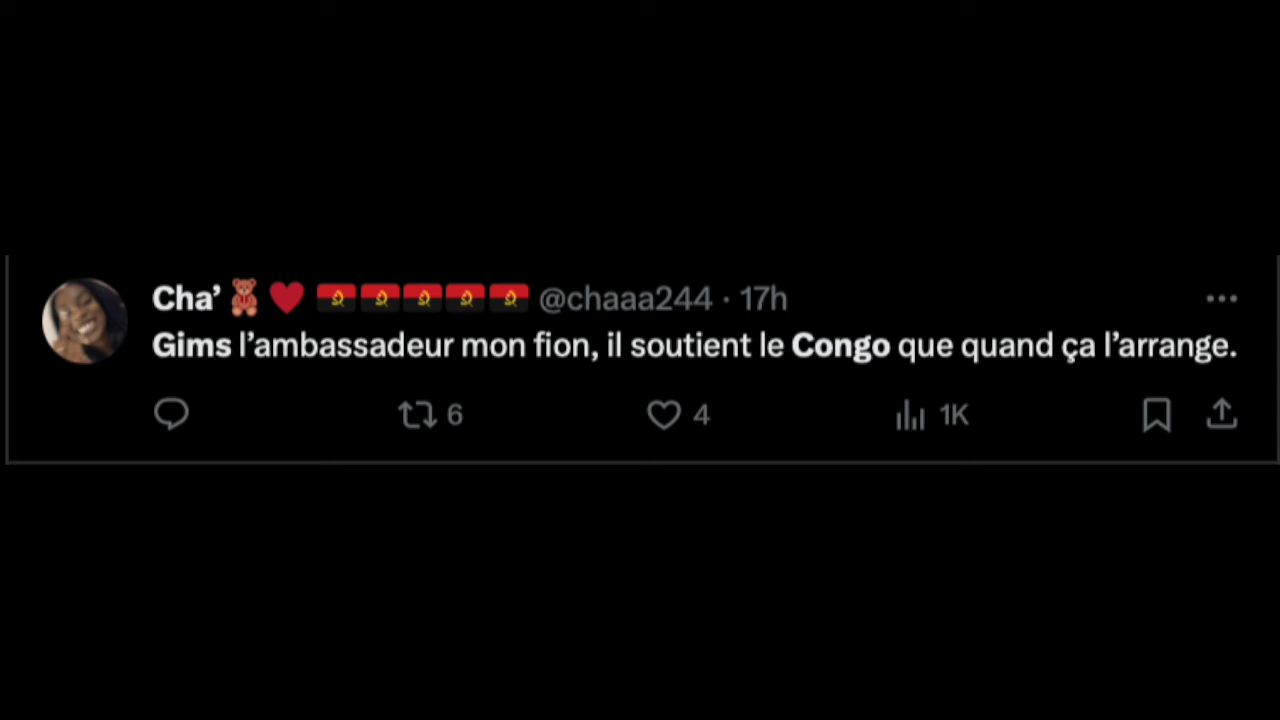 Cha’ 🧸❤️ 🇦🇴🇦🇴🇦🇴🇦🇴🇦🇴 @chaaa244 · 17h
Gims l’ambassadeur mon fion, il soutient le Congo que quand ça l’arrange.
6 4 1K